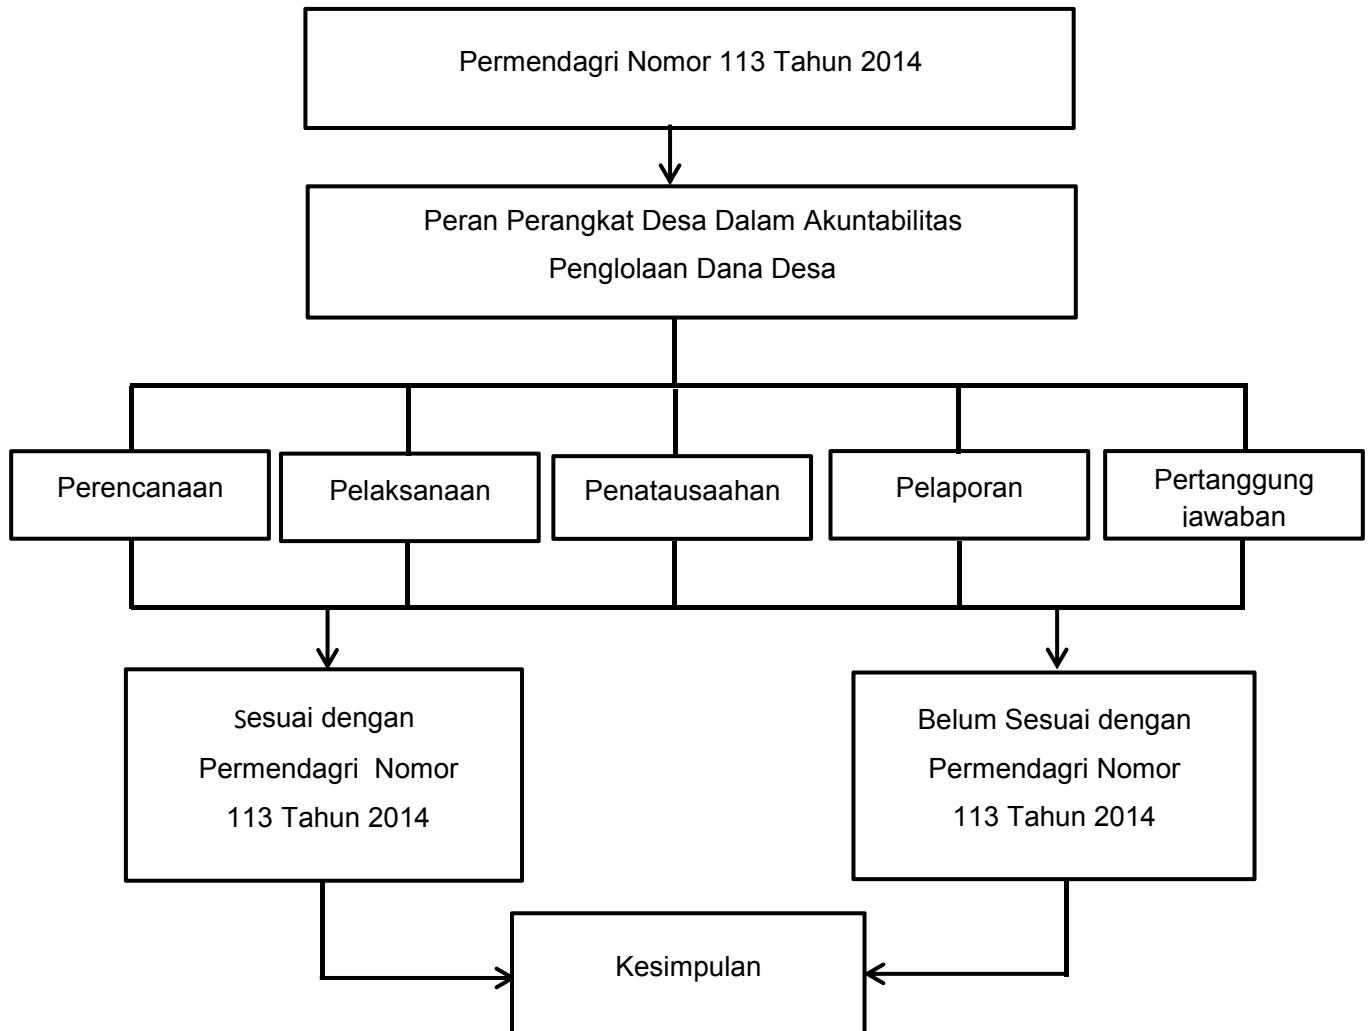 Permendagri Nomor 113 Tahun 2014
Peran Perangkat Desa Dalam Akuntabilitas
Penglolaan Dana Desa
Perencanaan
Pelaksanaan
Penatausaahan
Pelaporan
Pertanggung
jawaban
Sesuai dengan
Permendagri Nomor
113 Tahun 2014
Belum Sesuai dengan
Permendagri Nomor
113 Tahun 2014
Kesimpulan